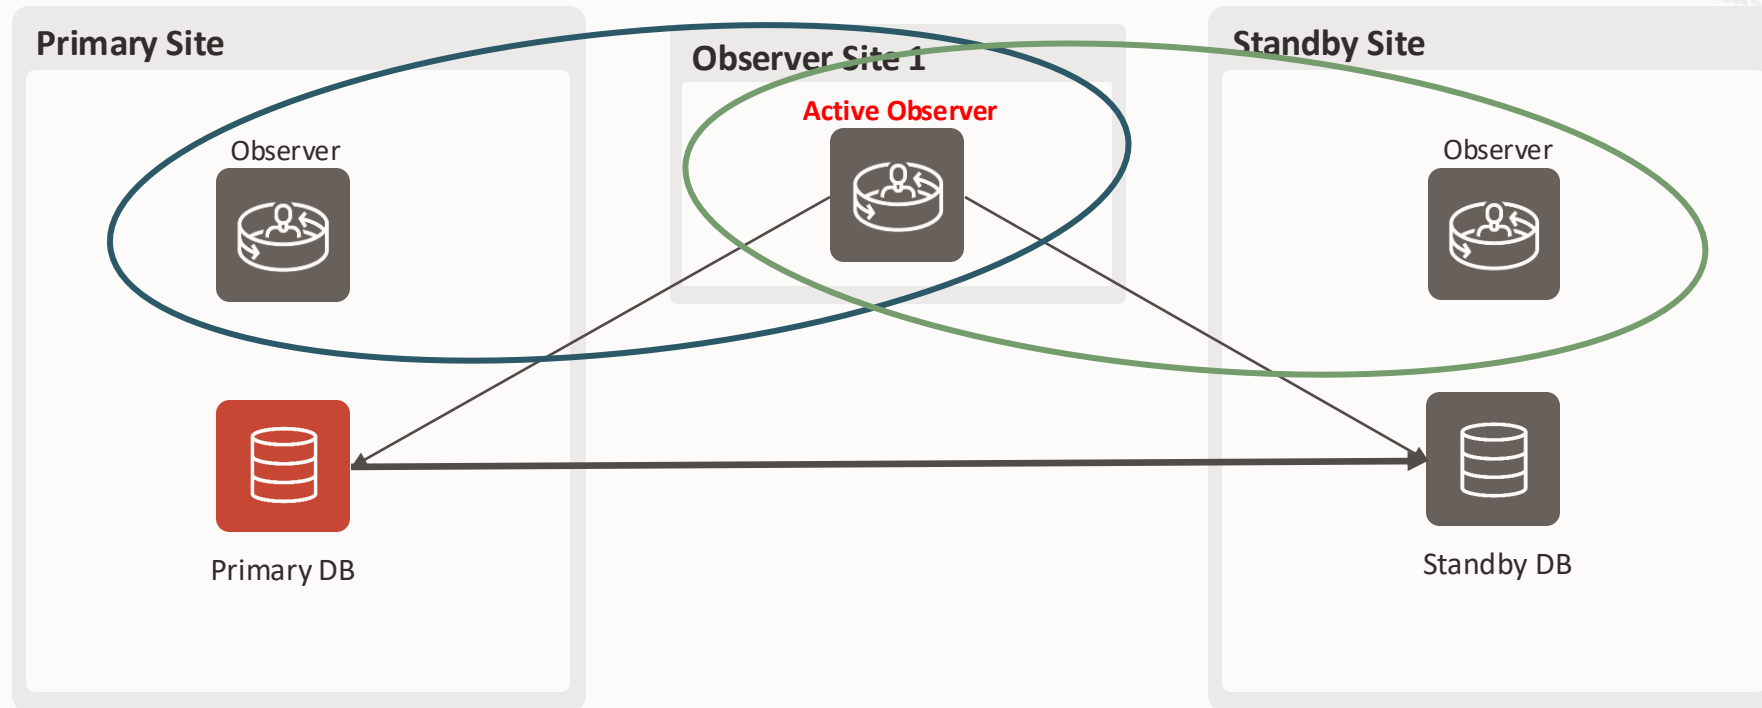 Primary Site
Observer Site 1
Standby Site
Active Observer
Observer
Observer
Primary DB
Standby DB